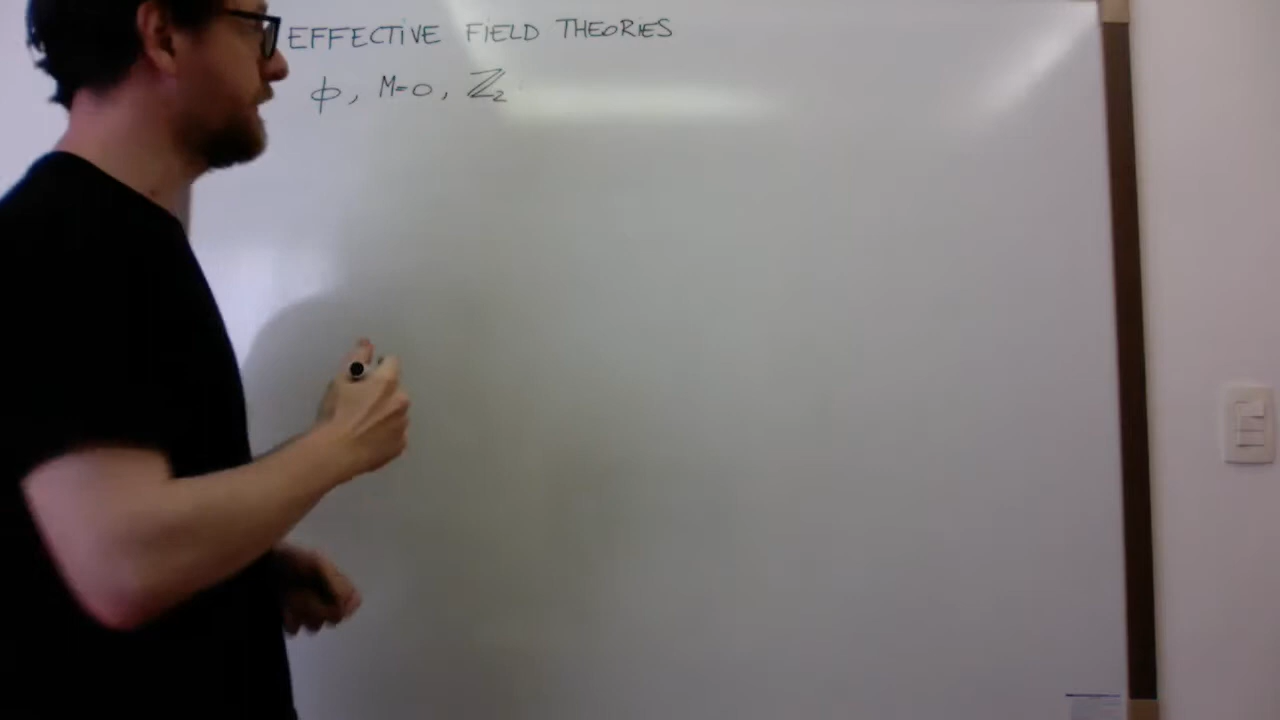 EFFECTIVE FIELD THEORIES
ϕ, M=0, ℤ₂